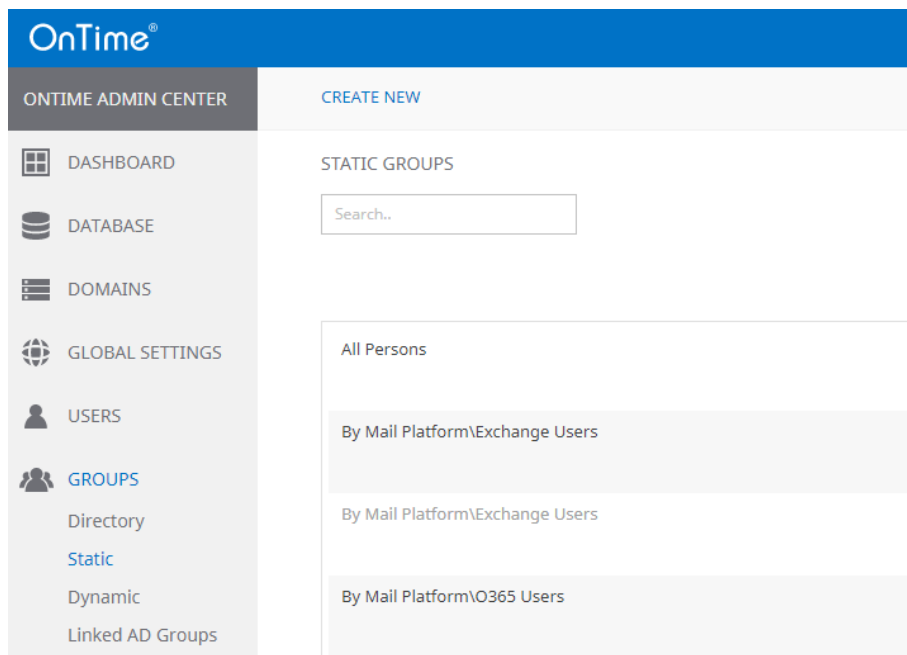 OnTime®
ONTIME ADMIN CENTER
DASHBOARD
DATABASE
DOMAINS
GLOBAL SETTINGS
USERS
GROUPS
Directory
Static
Dynamic
Linked AD Groups
CREATE NEW
STATIC GROUPS
Search..
All Persons
By Mail Platform\Exchange Users
By Mail Platform\Exchange Users
By Mail Platform\O365 Users